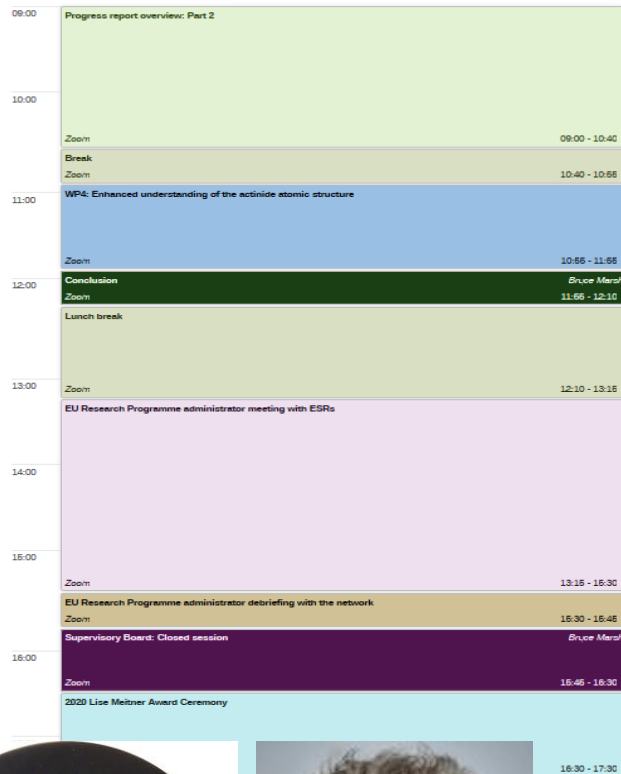 09:00
Progress report overview: Part 2
10:00
Zoom 09:00 - 10:40
Break
Zoom 10:40 - 10:55
11:00
WP4: Enhanced understanding of the actinide atomic structure
Zoom 10:55 - 11:55
12:00
Conclusion Bruce Marsh
Zoom 11:55 - 12:10
Lunch break
13:00
Zoom 12:10 - 13:15
EU Research Programme administrator meeting with ESRs
14:00
15:00
Zoom 13:15 - 15:30
EU Research Programme administrator debriefing with the network
Zoom 15:30 - 15:45
Supervisory Board: Closed session Bruce Marsh
16:00
Zoom 15:45 - 16:30
2020 Lise Meitner Award Ceremony
16:30 - 17:30